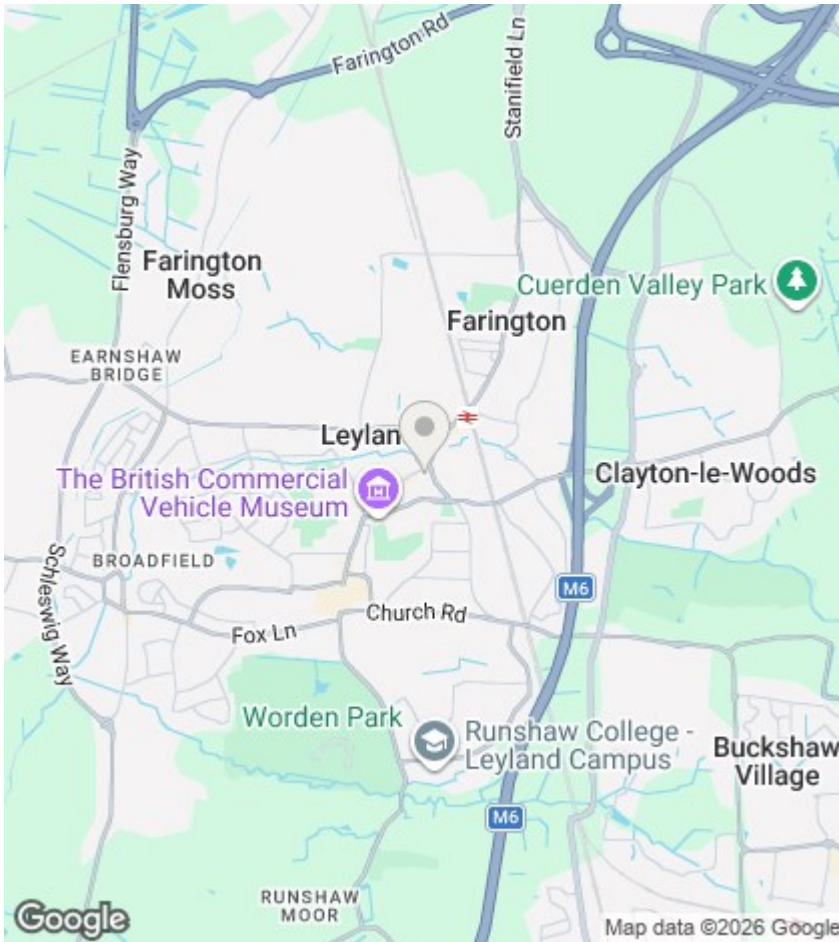 Farington Rd
Stanifield Ln
Flensburg Way
Farington
Moss
Cuerden Valley Park
Farington
EARNSHAW
BRIDGE
Leylan
The British Commercial
Vehicle Museum
Clayton-le-Woods
BROADFIELD
Schleswig Way
M6
Church Rd
Fox Ln
Worden Park
Runshaw College -
Leyland Campus
Buckshaw
Village
M6
RUNSHAW
MOOR
Google
Map data ©2026 Google